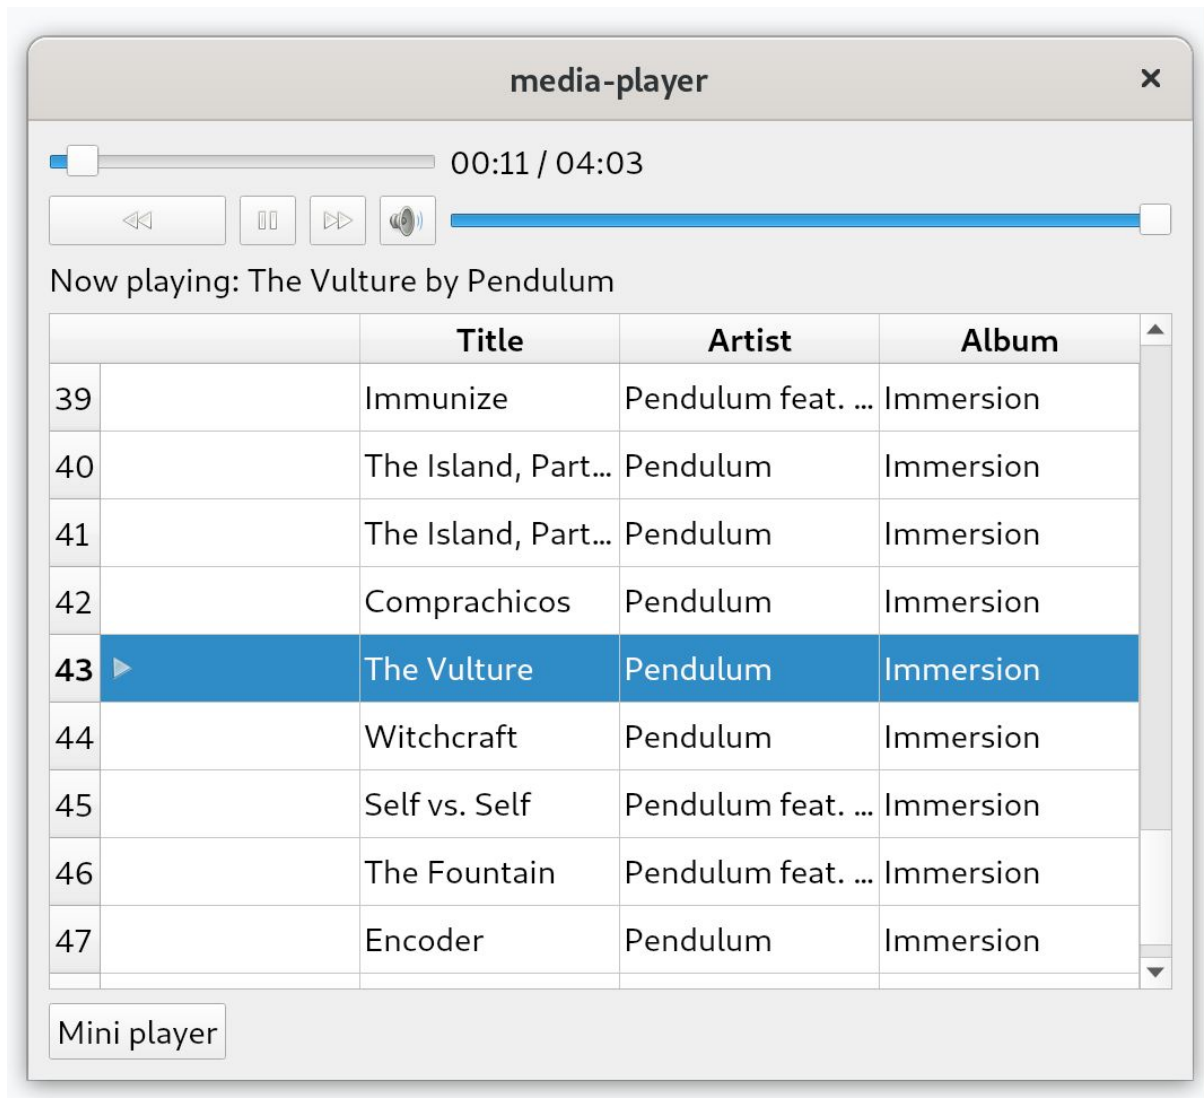 media-player
00:11 / 04:03
Now playing: The Vulture by Pendulum
Title Artist Album
39 Immunize Pendulum feat. ... Immersion
40 The Island, Part... Pendulum Immersion
41 The Island, Part... Pendulum Immersion
42 Comprachicos Pendulum Immersion
43 The Vulture Pendulum Immersion
44 Witchcraft Pendulum Immersion
45 Self vs. Self Pendulum feat. ... Immersion
46 The Fountain Pendulum feat. ... Immersion
47 Encoder Pendulum Immersion
Mini player